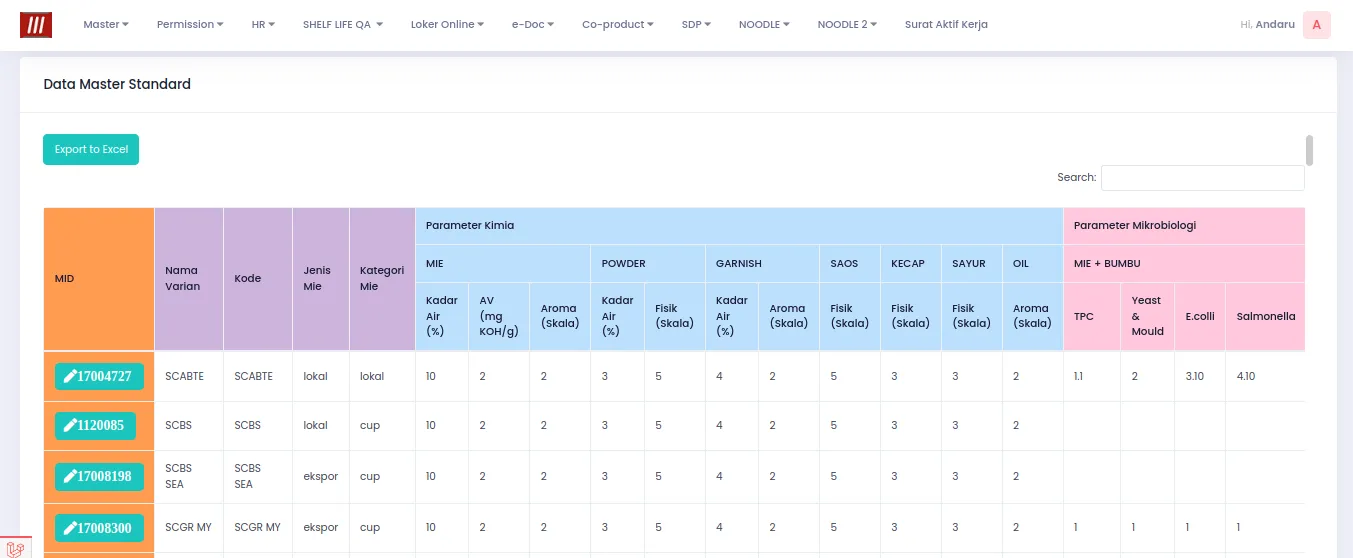 Master Permission HR SHELF LIFE QA Loker Online e-Doc Co-product SDP NOODLE NOODLE 2 Surat Aktif Kerja Hi, Andaru A
Data Master Standard
Export to Excel
Search:
MID Nama Varian Kode Jenis Mie Kategori Mie Parameter Kimia Parameter Mikrobiologi
MIE POWDER GARNISH SAOS KECAP SAYUR OIL MIE + BUMBU
Kadar Air (%) AV (mg KOH/g) Aroma (Skala) Kadar Air (%) Fisik (Skala) Kadar Air (%) Aroma (Skala) Fisik (Skala) Fisik (Skala) Fisik (Skala) Aroma (Skala) TPC Yeast & Mould E.colli Salmonella
17004727 SCABTE SCABTE lokal lokal 10 2 2 3 5 4 2 5 3 3 2 1.1 2 3.10 4.10
1120085 SCBS SCBS lokal cup 10 2 2 3 5 4 2 5 3 3 2
17008198 SCBS SEA SCBS SEA ekspor cup 10 2 2 3 5 4 2 5 3 3 2
17008300 SCGR MY SCGR MY ekspor cup 10 2 2 3 5 4 2 5 3 3 2 1 1 1 1